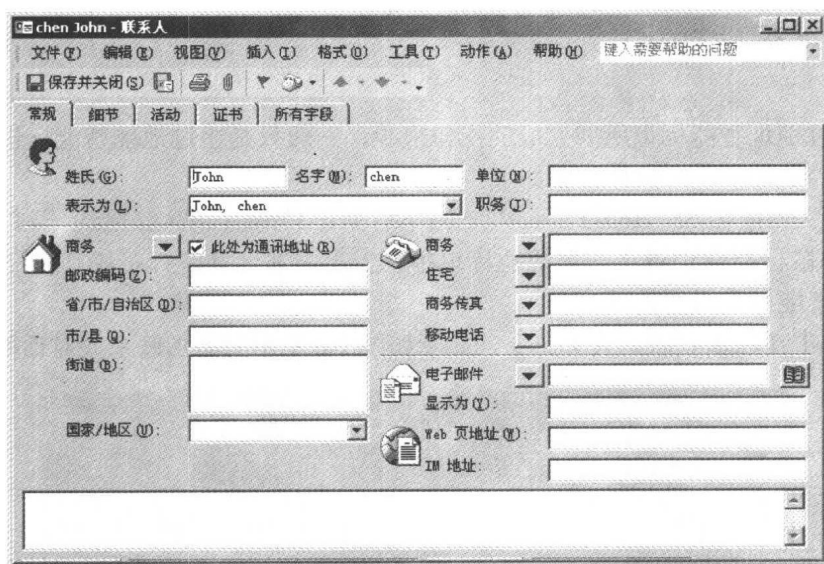 chen John - 联系人
文件(F) 编辑(E) 视图(V) 插入(I) 格式(O) 工具(T) 动作(A) 帮助(H) 键入需要帮助的问题
保存并关闭(S)
常规 细节 活动 证书 所有字段
姓氏(G): John 名字(M): chen 单位(N):
表示为(L): John, chen 职务(J):
商务 此处为通讯地址(R) 商务
邮政编码(Z): 住宅
省/市/自治区(D): 商务传真
市/县(Q): 移动电话
街道(B): 电子邮件
显示为(Y):
国家/地区(U): Web 页地址(W):
IM 地址: